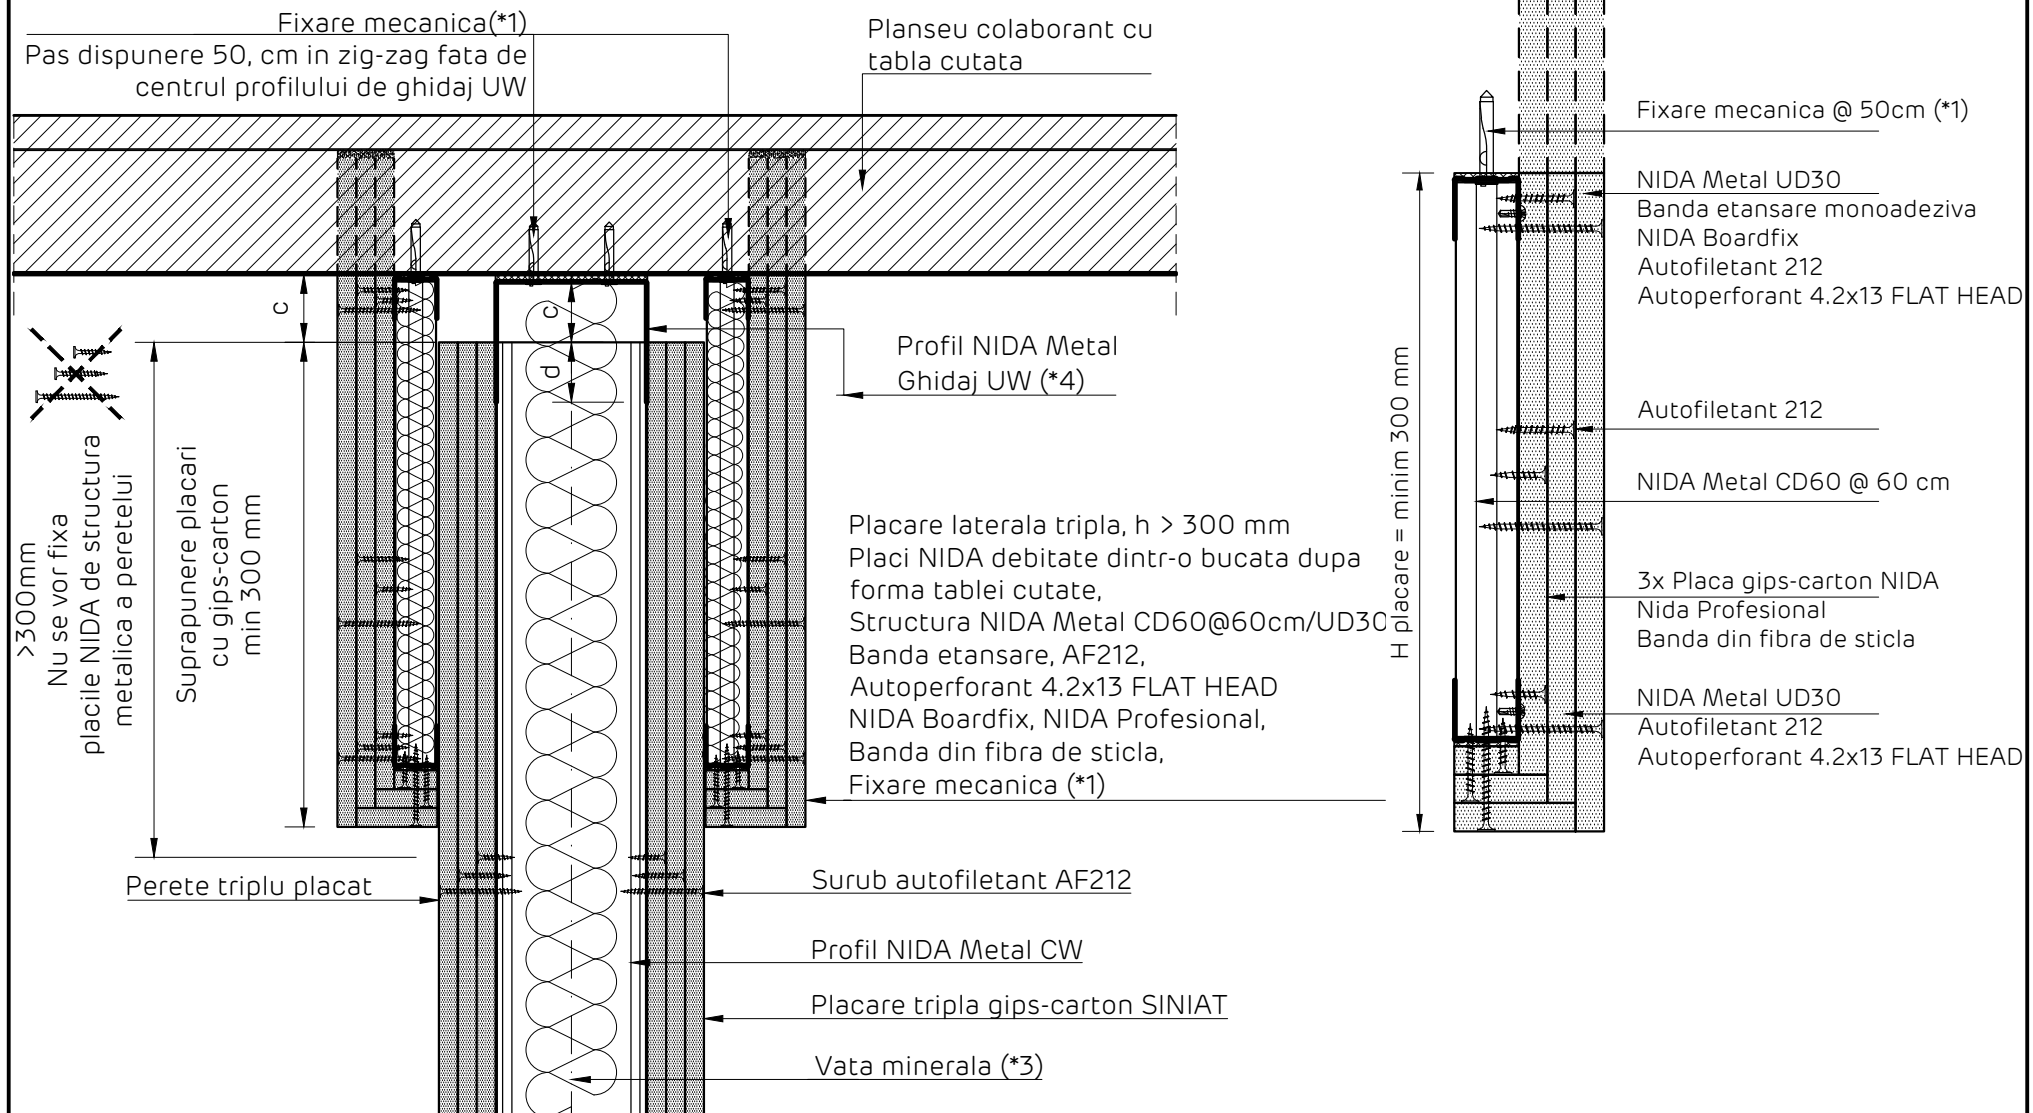 Fixare mecanica(*1)
Pas dispunere 50, cm in zig-zag fata de
centrul profilului de ghidaj UW
Planseu colaborant cu
tabla cutata
c
c
d
Profil NIDA Metal
Ghidaj UW (*4)
>300mm
Nu se vor fixa
placile NIDA de structura
metalica a peretelui
Suprapunere placari
cu gips-carton
min 300 mm
Placare laterala tripla, h > 300 mm
Placi NIDA debitate dintr-o bucata dupa
forma tablei cutate,
Structura NIDA Metal CD60@60cm/UD30
Banda etansare, AF212,
Autoperforant 4.2x13 FLAT HEAD
NIDA Boardfix, NIDA Profesional,
Banda din fibra de sticla,
Fixare mecanica (*1)
Perete triplu placat
Surub autofiletant AF212
Profil NIDA Metal CW
Placare tripla gips-carton SINIAT
Vata minerala (*3)
H placare = minim 300 mm
Fixare mecanica @ 50cm (*1)
NIDA Metal UD30
Banda etansare monoadeziva
NIDA Boardfix
Autofiletant 212
Autoperforant 4.2x13 FLAT HEAD
Autofiletant 212
NIDA Metal CD60 @ 60 cm
3x Placa gips-carton NIDA
Nida Profesional
Banda din fibra de sticla
NIDA Metal UD30
Autofiletant 212
Autoperforant 4.2x13 FLAT HEAD